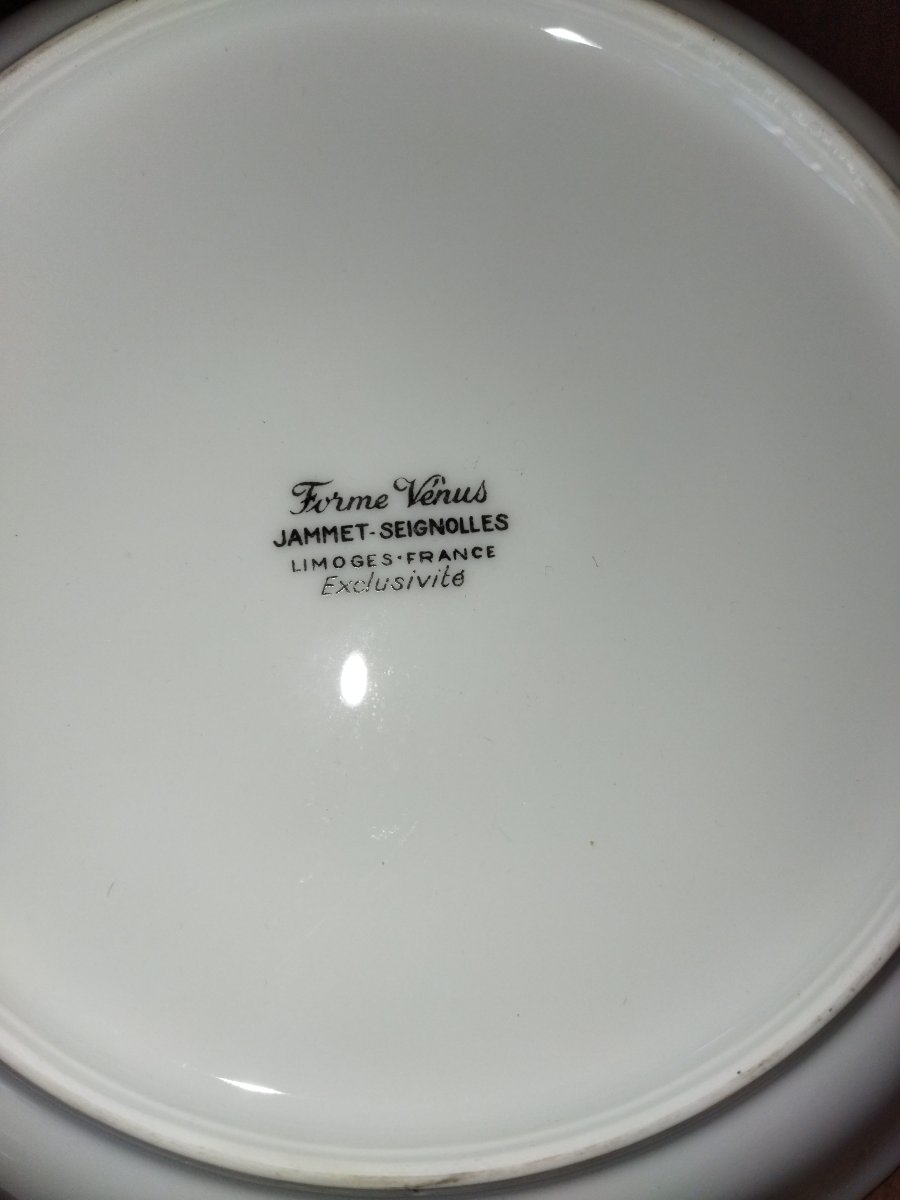 Forme Vénus
JAMMET-SEIGNOLLES
LIMOGES·FRANCE
Exclusivité